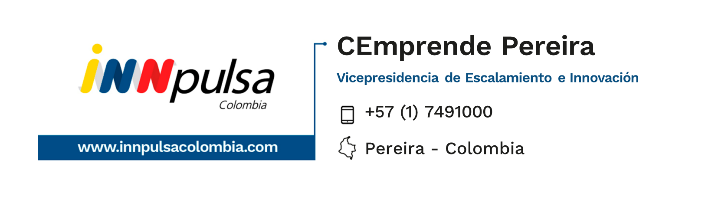 iNNpulsa
Colombia
www.innpulsacolombia.com
CEmprende Pereira
Vicepresidencia de Escalamiento e Innovación
+57 (1) 7491000
Pereira - Colombia